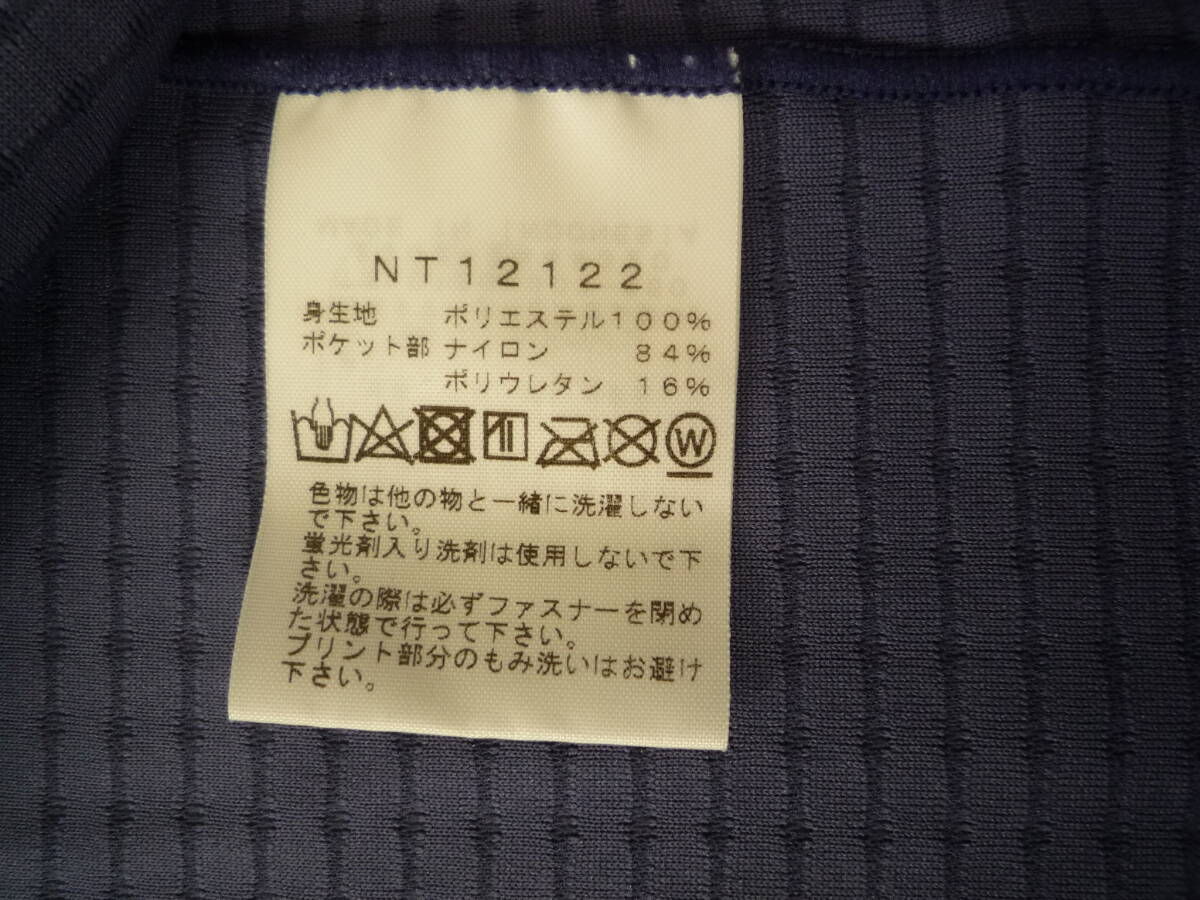 NT12122
身生地 ポリエステル100%
ポケット部 ナイロン 84%
ポリウレタン 16%
W
色物は他の物と一緒に洗濯しない
で下さい。
蛍光剤入り洗剤は使用しないで下
さい。
洗濯の際は必ずファスナーを閉め
た状態で行って下さい。
プリント部分のもみ洗いはお避け
下さい。